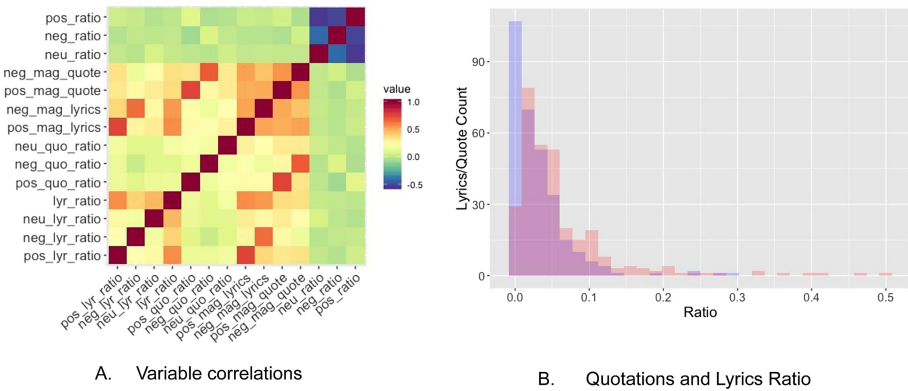 pos_ratio
neg_ratio
neu_ratio
neg_mag_quote
pos_mag_quote
neg_mag_lyrics
pos_mag_lyrics
neu_quo_ratio
neg_quo_ratio
pos_quo_ratio
lyr_ratio
neu_lyr_ratio
neg_lyr_ratio
pos_lyr_ratio
pos_lyr_ratio
neg_lyr_ratio
neu_lyr_ratio
lyr_ratio
pos_quo_ratio
neg_quo_ratio
neu_quo_ratio
pos_mag_lyrics
neg_mag_lyrics
pos_mag_quote
neg_mag_quote
neu_ratio
neg_ratio
pos_ratio
value
1.0
0.5
0.0
-0.5
A. Variable correlations
Lyrics/Quote Count
90
60
30
0
0.0 0.1 0.2 0.3 0.4 0.5
Ratio
B. Quotations and Lyrics Ratio